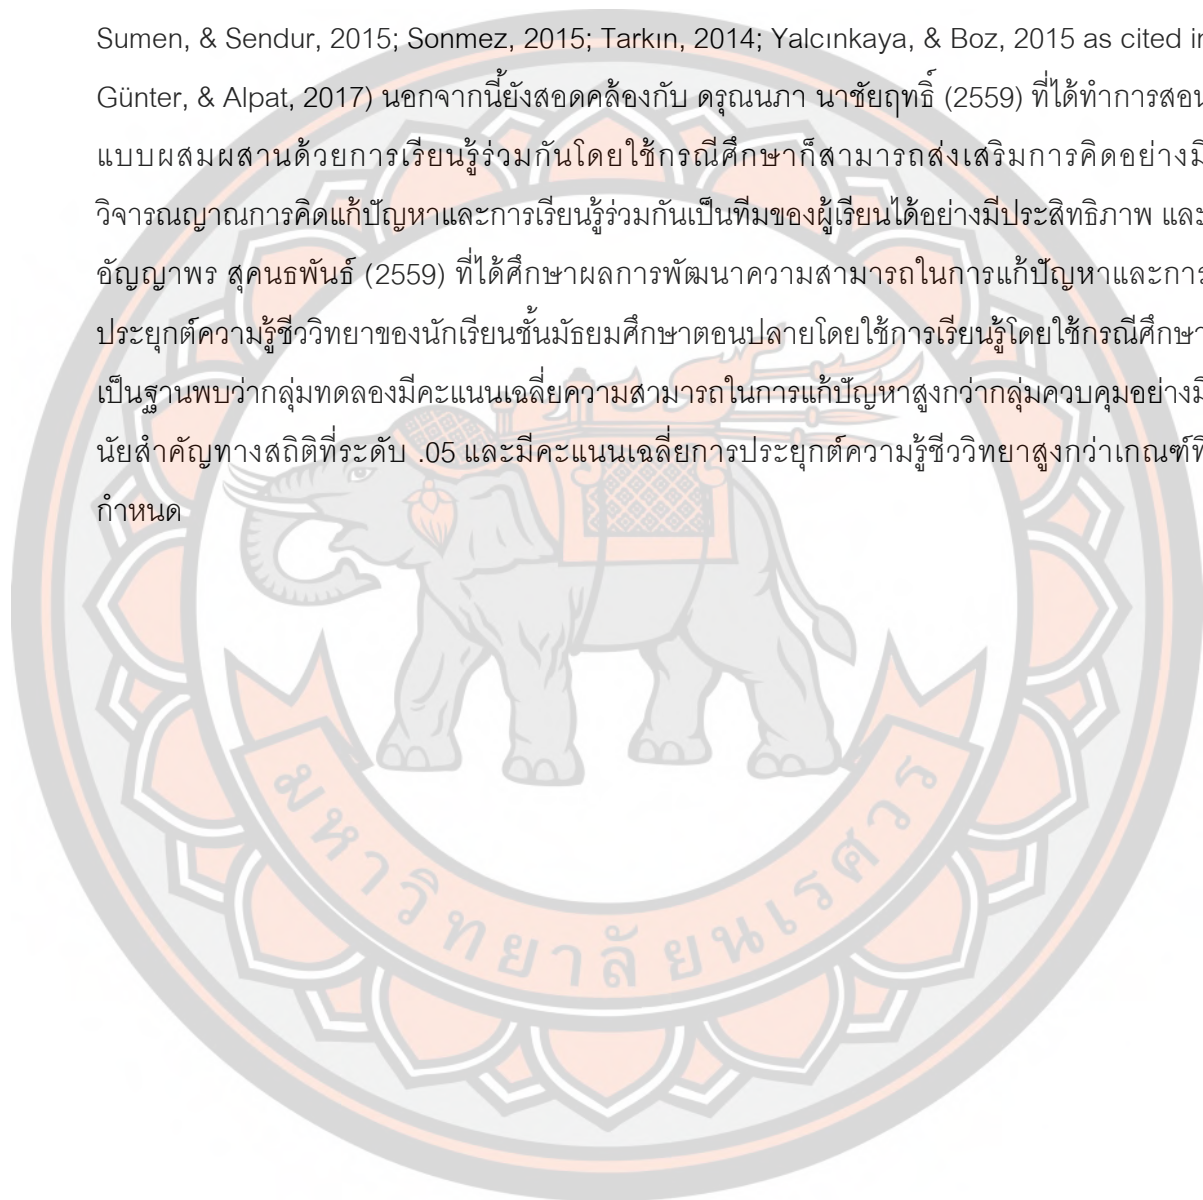 Sumen, & Sendur, 2015; Sonmez, 2015; Tarkın, 2014; Yalcınkaya, & Boz, 2015 as cited in
Günter, & Alpat, 2017) นอกจากนี้ยังสอดคล้องกับ ดรุณนภา นาชัยฤทธิ์ (2559) ที่ได้ทำการสอน
แบบผสมผสานด้วยการเรียนรู้ร่วมกันโดยใช้กรณีศึกษาก็สามารถส่งเสริมการคิดอย่างมี
วิจารณญาณการคิดแก้ปัญหาและการเรียนรู้ร่วมกันเป็นทีมของผู้เรียนได้อย่างมีประสิทธิภาพ และ
อัญญาพร สุคนธพันธ์ (2559) ที่ได้ศึกษาผลการพัฒนาความสามารถในการแก้ปัญหาและการ
ประยุกต์ความรู้ชีววิทยาของนักเรียนชั้นมัธยมศึกษาตอนปลายโดยใช้การเรียนรู้โดยใช้กรณีศึกษา
เป็นฐานพบว่ากลุ่มทดลองมีคะแนนเฉลี่ยความสามารถในการแก้ปัญหาสูงกว่ากลุ่มควบคุมอย่างมี
นัยสำคัญทางสถิติที่ระดับ .05 และมีคะแนนเฉลี่ยการประยุกต์ความรู้ชีววิทยาสูงกว่าเกณฑ์ที่
กำหนด
มหาวิทยาลัยนเรศวร